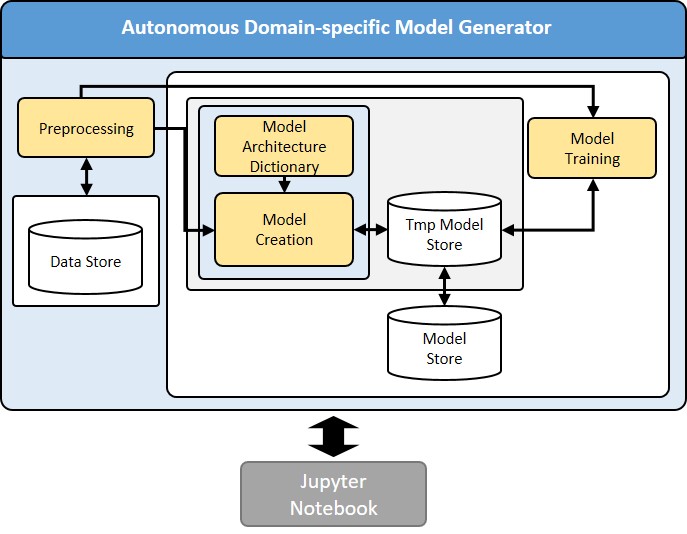 Autonomous Domain-specific Model Generator
Preprocessing
Model
Architecture
Dictionary
Model
Training
Model
Creation
Tmp Model
Store
Data Store
Model
Store
Jupyter
Notebook